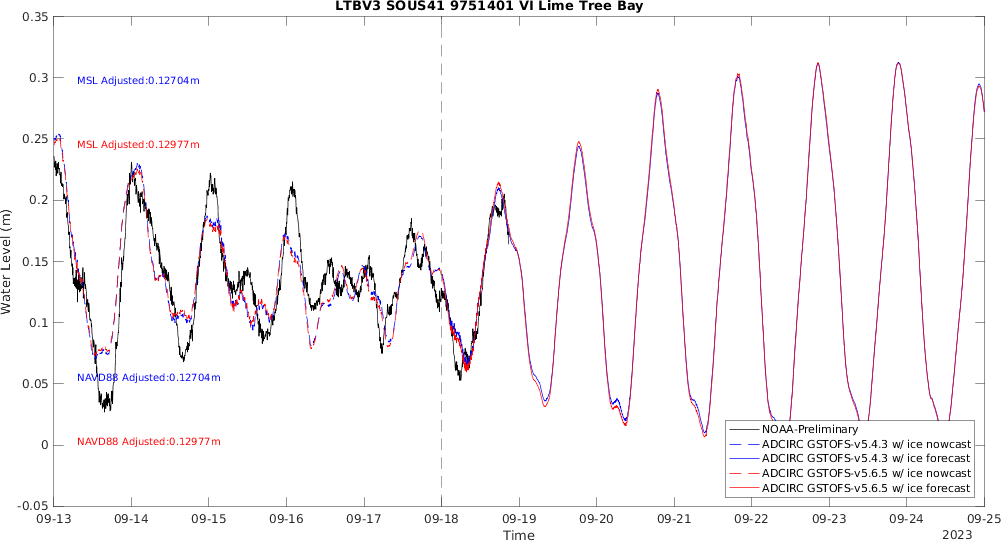 LTBV3 SOUS41 9751401 VI Lime Tree Bay
0.35
0.3
0.25
0.2
0.15
0.1
0.05
0
-0.05
Water Level (m)
MSL Adjusted:0.12704m
MSL Adjusted:0.12977m
NAVD88 Adjusted:0.12704m
NAVD88 Adjusted:0.12977m
NOAA-Preliminary
ADCIRC GSTOFS-v5.4.3 w/ ice nowcast
ADCIRC GSTOFS-v5.4.3 w/ ice forecast
ADCIRC GSTOFS-v5.6.5 w/ ice nowcast
ADCIRC GSTOFS-v5.6.5 w/ ice forecast
09-13 09-14 09-15 09-16 09-17 09-18 09-19 09-20 09-21 09-22 09-23 09-24 09-25
Time
2023